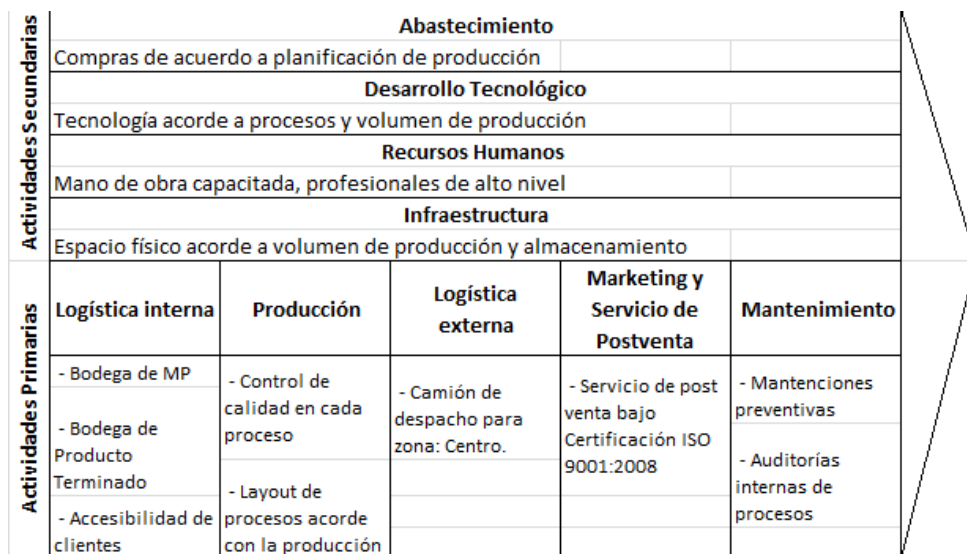 Actividades Secundarias
Abastecimiento
Compras de acuerdo a planificación de producción
Desarrollo Tecnológico
Tecnología acorde a procesos y volumen de producción
Recursos Humanos
Mano de obra capacitada, profesionales de alto nivel
Infraestructura
Espacio físico acorde a volumen de producción y almacenamiento
Actividades Primarias
Logística interna
Producción
Logística
externa
Marketing y
Servicio de
Postventa
Mantenimiento
- Bodega de MP
- Bodega de
Producto
Terminado
- Accesibilidad de
clientes
- Control de
calidad en cada
proceso
- Layout de
procesos acorde
con la producción
- Camión de
despacho para
zona: Centro.
- Servicio de post
venta bajo
Certificación ISO
9001:2008
- Mantenciones
preventivas
- Auditorías
internas de
procesos